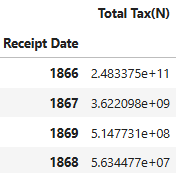 Total Tax(N)
Receipt Date
1866 2.483375e+11
1867 3.622098e+09
1869 5.147731e+08
1868 5.634477e+07